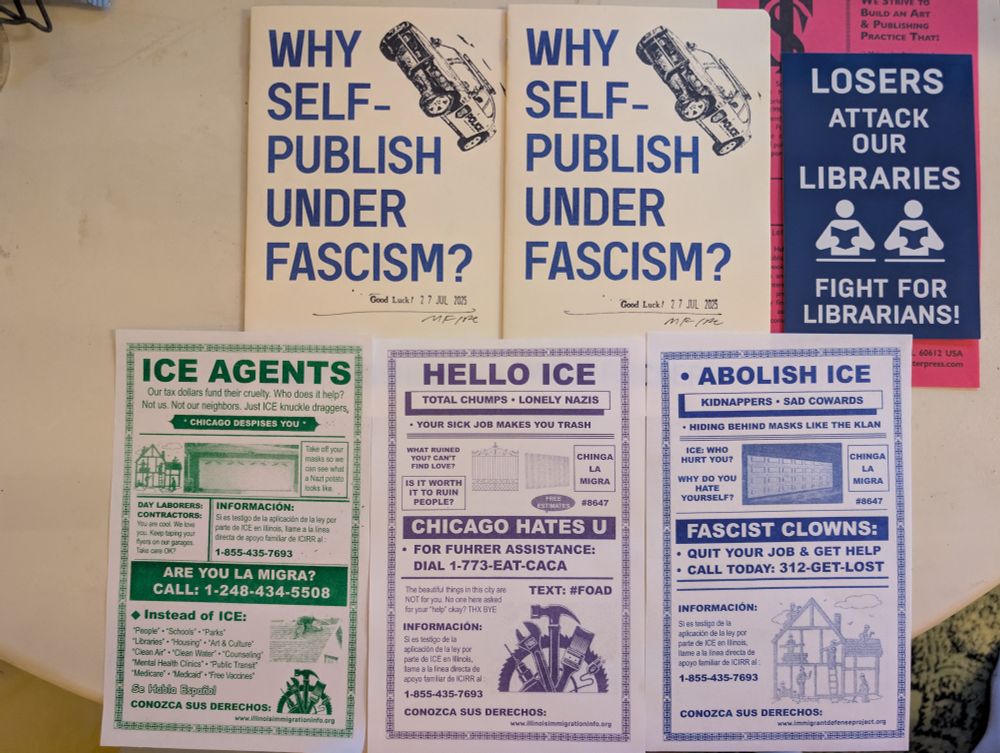 WHY
SELF-
PUBLISH
UNDER
FASCISM?
POLICE
Good Luck! 27 JUL 2025
WHY
SELF-
PUBLISH
UNDER
FASCISM?
POLICE
Good Luck! 27 JUL 2025
WE STRIVE TO
BUILD AN ART
& PUBLISHING
PRACTICE THAT:
LOSERS
ATTACK
OUR
LIBRARIES
FIGHT FOR
LIBRARIANS!
IL 60612 USA
terpress.com
ICE AGENTS
Our tax dollars fund their cruelty. Who does it help?
Not us. Not our neighbors. Just ICE knuckle draggers.
* CHICAGO DESPISES YOU *
Take off your
masks so we
can see what
a Nazi potato
looks like.
DAY LABORERS:
CONTRACTORS:
You are cool. We love
you. Keep taping your
flyers on our garages.
Take care OK?
INFORMACIÓN:
Si es testigo de la aplicación de la ley por
parte de ICE en Illinois, llame a la línea
directa de apoyo familiar de ICIRR al :
1-855-435-7693
ARE YOU LA MIGRA?
CALL: 1-248-434-5508
◆ Instead of ICE:
"People" • "Schools" • "Parks"
"Libraries" • "Housing" • "Art & Culture"
"Clean Air" • "Clean Water" • "Counseling"
"Mental Health Clinics" • "Public Transit"
"Medicare" • "Medicaid" • "Free Vaccines"
Se Habla Español
CONOZCA SUS DERECHOS:
www.illinoisimmigrationinfo.org
HELLO ICE
TOTAL CHUMPS • LONELY NAZIS
• YOUR SICK JOB MAKES YOU TRASH
WHAT RUINED
YOU? CAN'T
FIND LOVE?
IS IT WORTH
IT TO RUIN
PEOPLE?
FREE
ESTIMATES
CHINGA
LA
MIGRA
#8647
CHICAGO HATES U
• FOR FUHRER ASSISTANCE:
DIAL 1-773-EAT-CACA
The beautiful things in this city are
NOT for you. No one here asked
for your "help" okay? THX BYE
TEXT: #FOAD
INFORMACIÓN:
Si es testigo de la
aplicación de la ley por
parte de ICE en Illinois,
llame a la línea directa de
apoyo familiar de ICIRR al :
1-855-435-7693
CONOZCA SUS DERECHOS:
www.illinoisimmigrationinfo.org
• ABOLISH ICE
KIDNAPPERS • SAD COWARDS
• HIDING BEHIND MASKS LIKE THE KLAN
ICE: WHO
HURT YOU?
WHY DO YOU
HATE
YOURSELF?
CHINGA
LA
MIGRA
#8647
FASCIST CLOWNS:
• QUIT YOUR JOB & GET HELP
• CALL TODAY: 312-GET-LOST
INFORMACIÓN:
Si es testigo de la
aplicación de la ley por
parte de ICE en Illinois,
llame a la línea directa de
apoyo familiar de ICIRR al :
1-855-435-7693
CONOZCA SUS DERECHOS:
www.immigrantdefenseproject.org